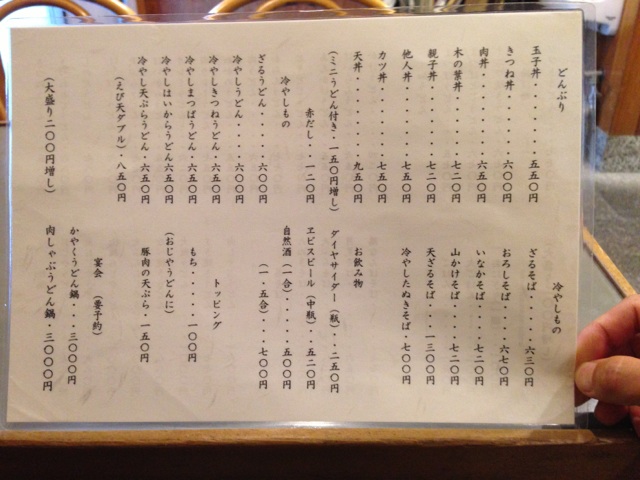 どんぶり
玉子丼・・・・・・・五五〇円
きつね丼・・・・・・六〇〇円
肉丼・・・・・・・・六五〇円
木の葉丼・・・・・・七二〇円
親子丼・・・・・・・七二〇円
他人丼・・・・・・・七五〇円
カツ丼・・・・・・・七五〇円
天丼・・・・・・・・九五〇円
(ミニうどん付き・一五〇円増し)
赤だし・・一二〇円
冷やしもの
ざるうどん・・・・・六〇〇円
冷やしうどん・・・・六〇〇円
冷やしきつねうどん・六五〇円
冷やしまつばうどん・六五〇円
冷やしはいからうどん六五〇円
冷やし天ぷらうどん・六五〇円
(えび天ダブル)・八五〇円
(大盛り二〇〇円増し)
冷やしもの
ざるそば・・・・・六三〇円
おろしそば・・・・六七〇円
いなかそば・・・・七二〇円
山かけそば・・・・七二〇円
天ざるそば・・・一三〇〇円
冷やしたぬきそば・七〇〇円
お飲み物
ダイヤサイダー(瓶)・・二五〇円
エビスビール(中瓶)・・五二〇円
自然酒(一合)・・・・五〇〇円
(一・五合)・・・七〇〇円
トッピング
もち・・・・・・一〇〇円
(おじやうどんに)
豚肉の天ぷら・一五〇円
宴会 (要予約)
かやくうどん鍋・・・三〇〇〇円
肉しゃぶうどん鍋・三〇〇〇円